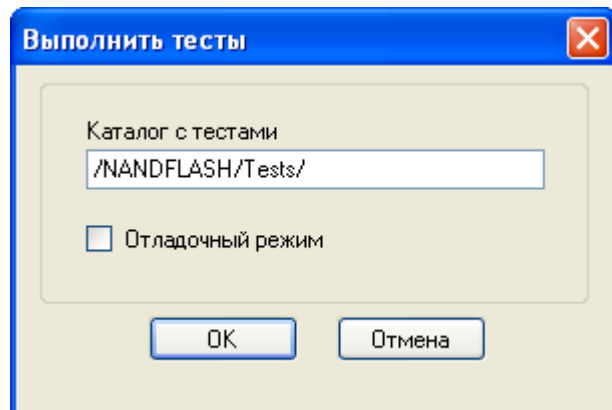 Выполнить тесты
Каталог с тестами
/NANDFLASH/Tests/
Отладочный режим
OK
Отмена